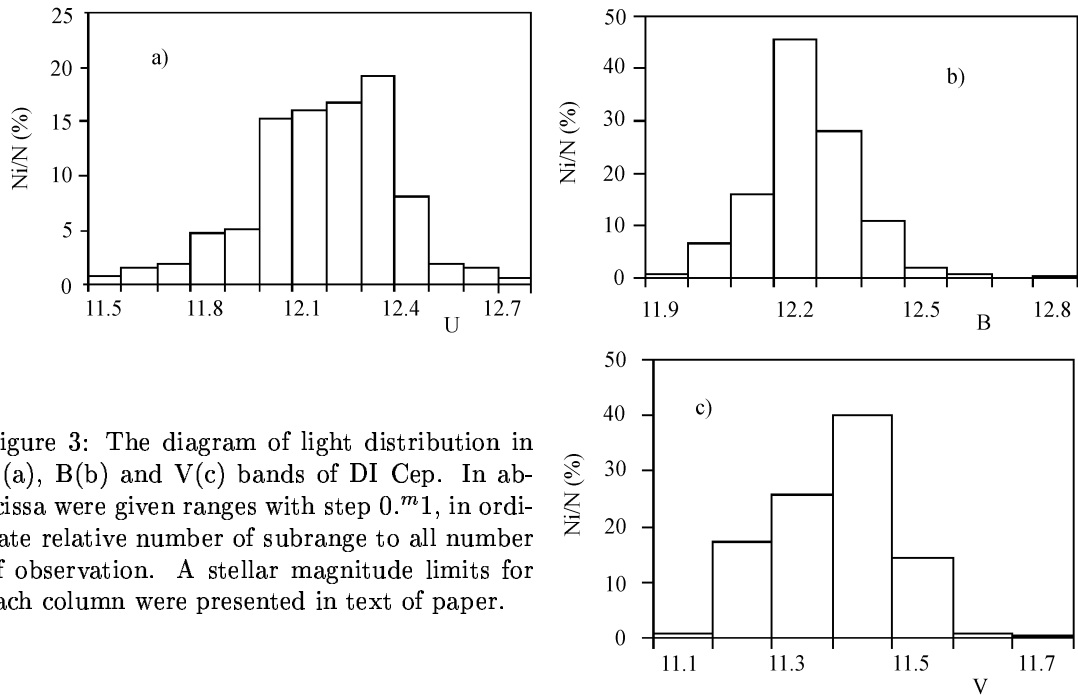 25
20
15
10
5
0
Ni/N (%)
a)
11.5 11.8 12.1 12.4 12.7
U
50
40
30
20
10
0
Ni/N (%)
b)
11.9 12.2 12.5 12.8
B
50
40
30
20
10
0
Ni/N (%)
c)
11.1 11.3 11.5 11.7
V
igure 3: The diagram of light distribution in
(a), B(b) and V(c) bands of DI Cep. In ab-
cissa were given ranges with step 0.ᵐ1, in ordi-
ate relative number of subrange to all number
f observation. A stellar magnitude limits for
ach column were presented in text of paper.